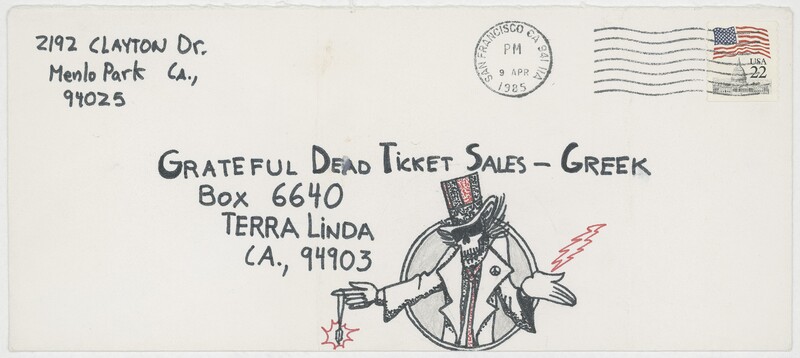 2192 CLAYTON Dr.
Menlo Park CA.,
94025
SAN FRANCISCO CA 941 11A
PM
9 APR
1985
USA
22
GRATEFUL DEAD TICKET SALES – GREEK
Box 6640
TERRA LINDA
CA., 94903